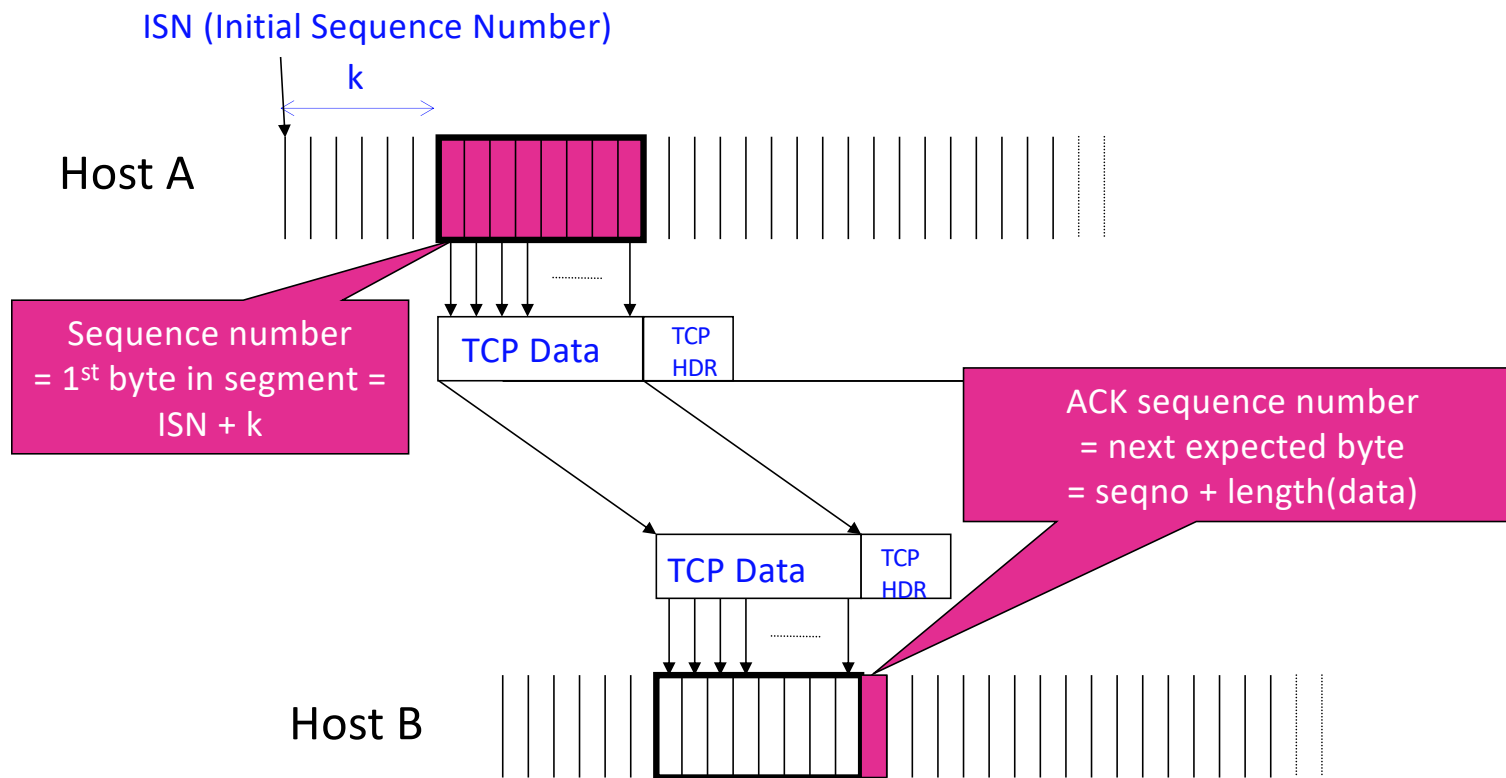 ISN (Initial Sequence Number)
k
Host A
Sequence number
= 1st byte in segment =
ISN + k
TCP Data
TCP
HDR
ACK sequence number
= next expected byte
= seqno + length(data)
TCP Data
TCP
HDR
Host B